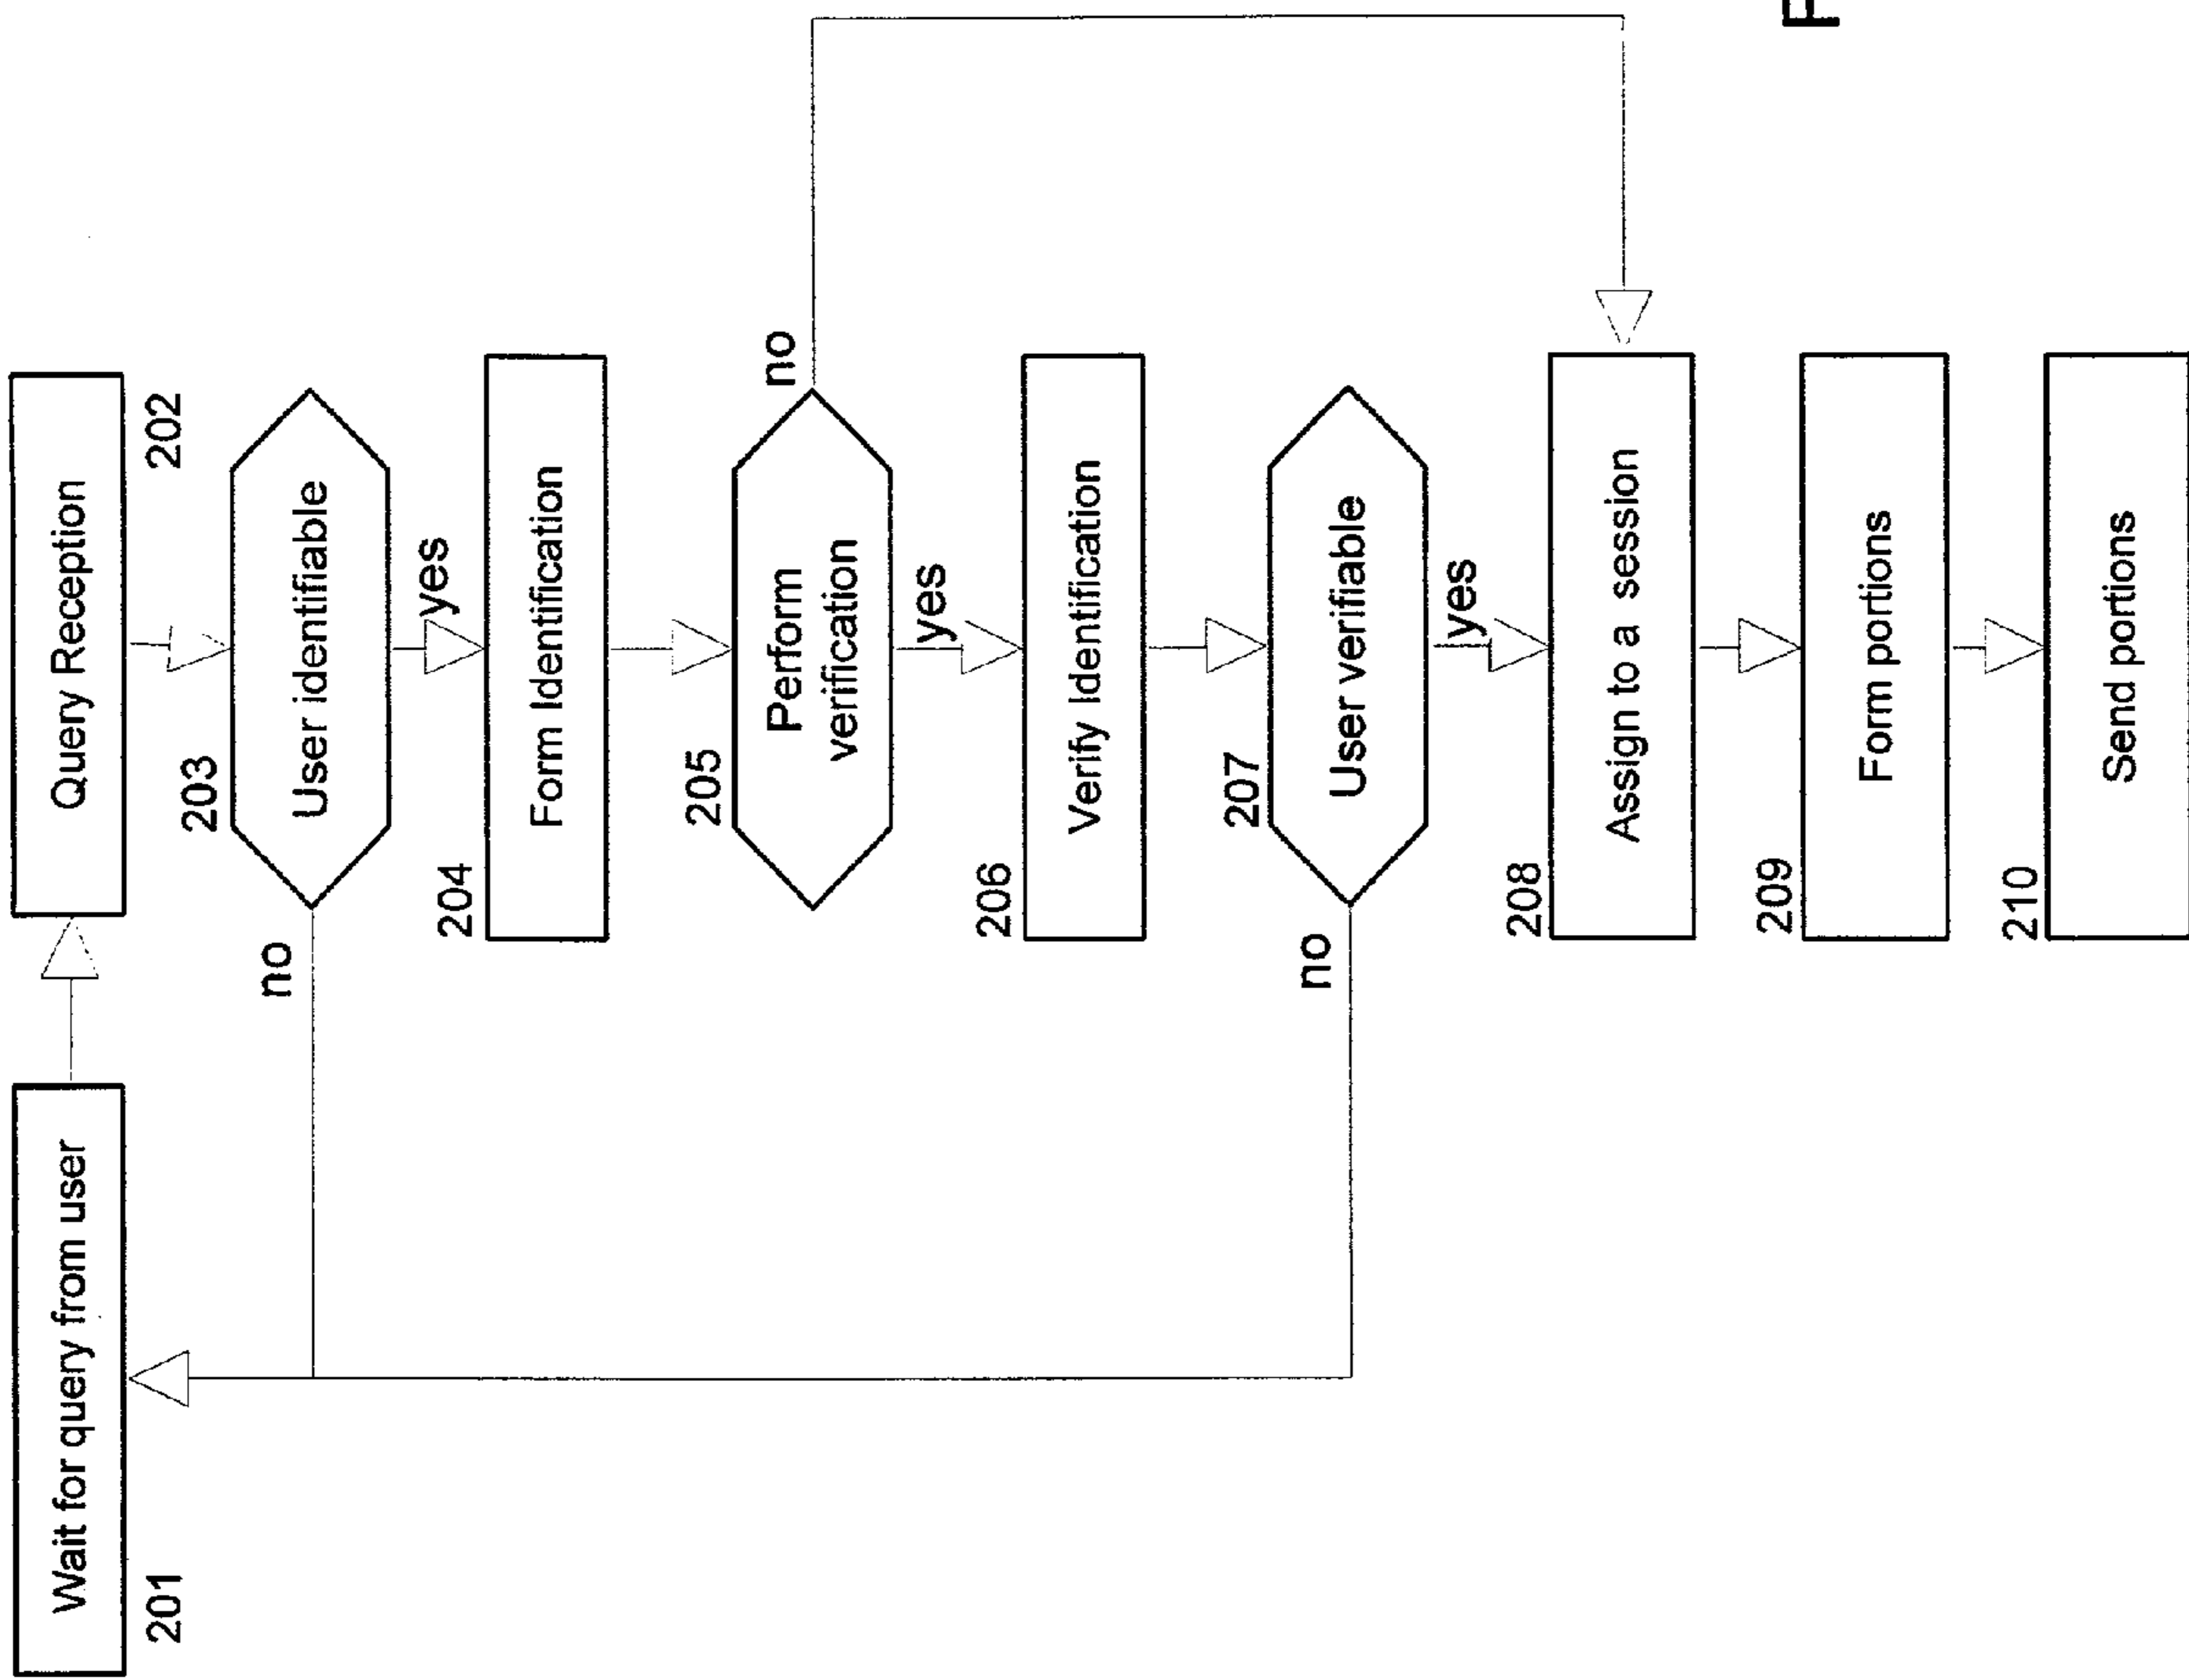 Wait for query from user
201
Query Reception
202
203
User identifiable
no
yes
204
Form Identification
205
Perform
verification
no
yes
206
Verify Identification
207
User verifiable
no
yes
208
Assign to a session
209
Form portions
210
Send portions